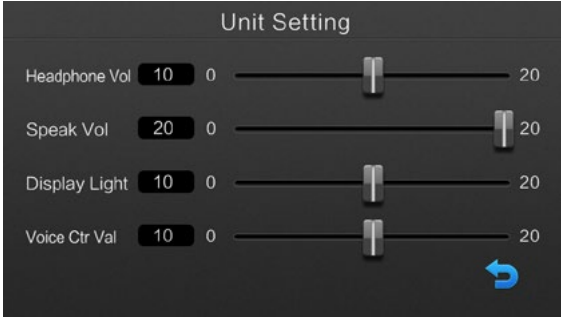 Unit Setting
Headphone Vol 10 0 20
Speak Vol 20 0 20
Display Light 10 0 20
Voice Ctr Val 10 0 20